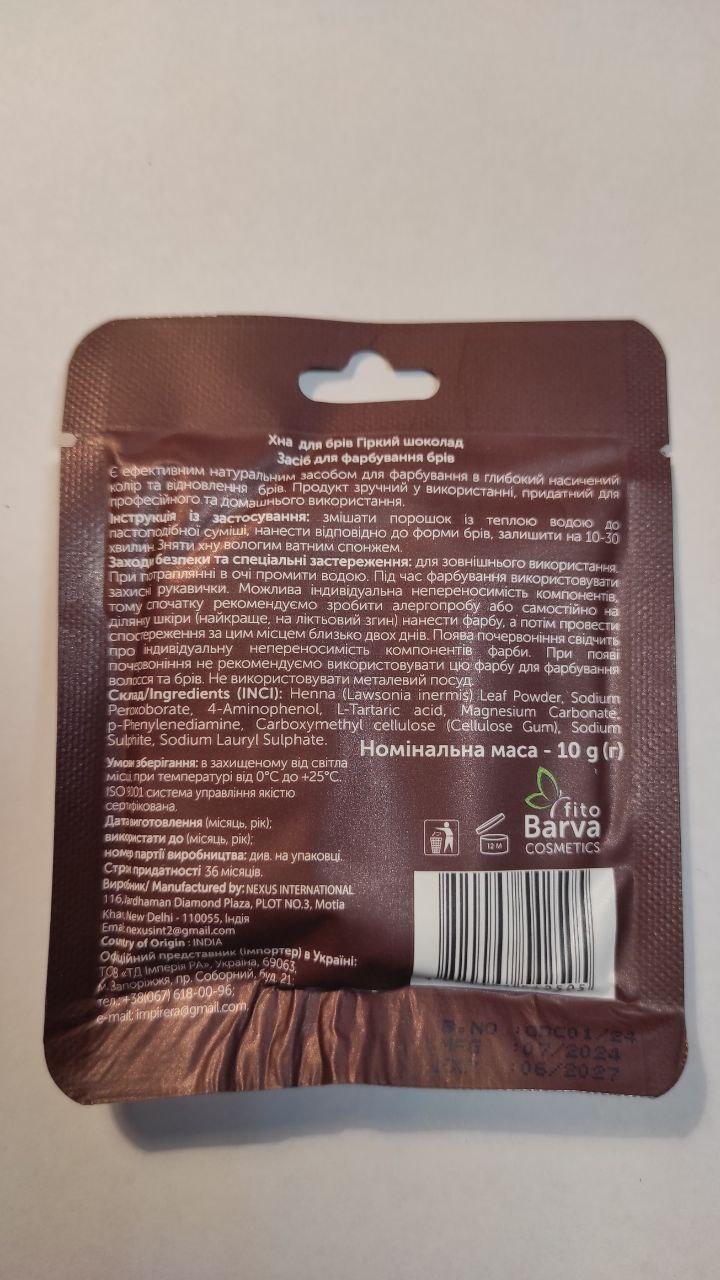 Хна для брів Гіркий шоколад
Засіб для фарбування брів
Є ефективним натуральним засобом для фарбування в глибокий насичений
колір та відновлення брів. Продукт зручний у використанні, придатний для
професійного та домашнього використання.
Інструкція із застосування: змішати порошок із теплою водою до
пастоподібної суміші, нанести відповідно до форми брів, залишити на 10-30
хвилин. Зняти хну вологим ватним спонжем.
Заходи безпеки та спеціальні застереження: для зовнішнього використання.
При потраплянні в очі промити водою. Під час фарбування використовувати
захисні рукавички. Можлива індивідуальна непереносимість компонентів,
тому спочатку рекомендуємо зробити алергопробу або самостійно на
ділянку шкіри (найкраще, на ліктьовий згин) нанести фарбу, а потім провести
спостереження за цим місцем близько двох днів. Поява почервоніння свідчить
про індивідуальну непереносимість компонентів фарби. При появі
почервоніння не рекомендуємо використовувати цю фарбу для фарбування
волосся та брів. Не використовувати металевий посуд.
Склад/Ingredients (INCI): Henna (Lawsonia inermis) Leaf Powder, Sodium
Peroxoborate, 4-Aminophenol, L-Tartaric acid, Magnesium Carbonate,
p-Phenylenediamine, Carboxymethyl cellulose (Cellulose Gum), Sodium
Sulphite, Sodium Lauryl Sulphate.
Номінальна маса - 10 g (г)
Умови зберігання: в захищеному від світла
місці при температурі від 0°C до +25°C.
ISO 9001 система управління якістю
сертифікована.
Дата виготовлення (місяць, рік);
використати до (місяць, рік);
номер партії виробництва: див. на упаковці.
Строк придатності 36 місяців.
Виробник/ Manufactured by: NEXUS INTERNATIONAL
116, Vardhaman Diamond Plaza, PLOT NO.3, Motia
Khan New Delhi - 110055, Індія
Email: nexusint2@gmail.com
Country of Origin : INDIA
Офіційний представник (імпортер) в Україні:
ТОВ «ТД Імперія РА», Україна, 69063,
м. Запоріжжя, пр. Соборний, буд. 21;
тел.: +38(067) 618-00-96;
e-mail: impirera@gmail.com
fito
Barva
COSMETICS
12 M
B.NO :
MFG :07/2024
:06/2027